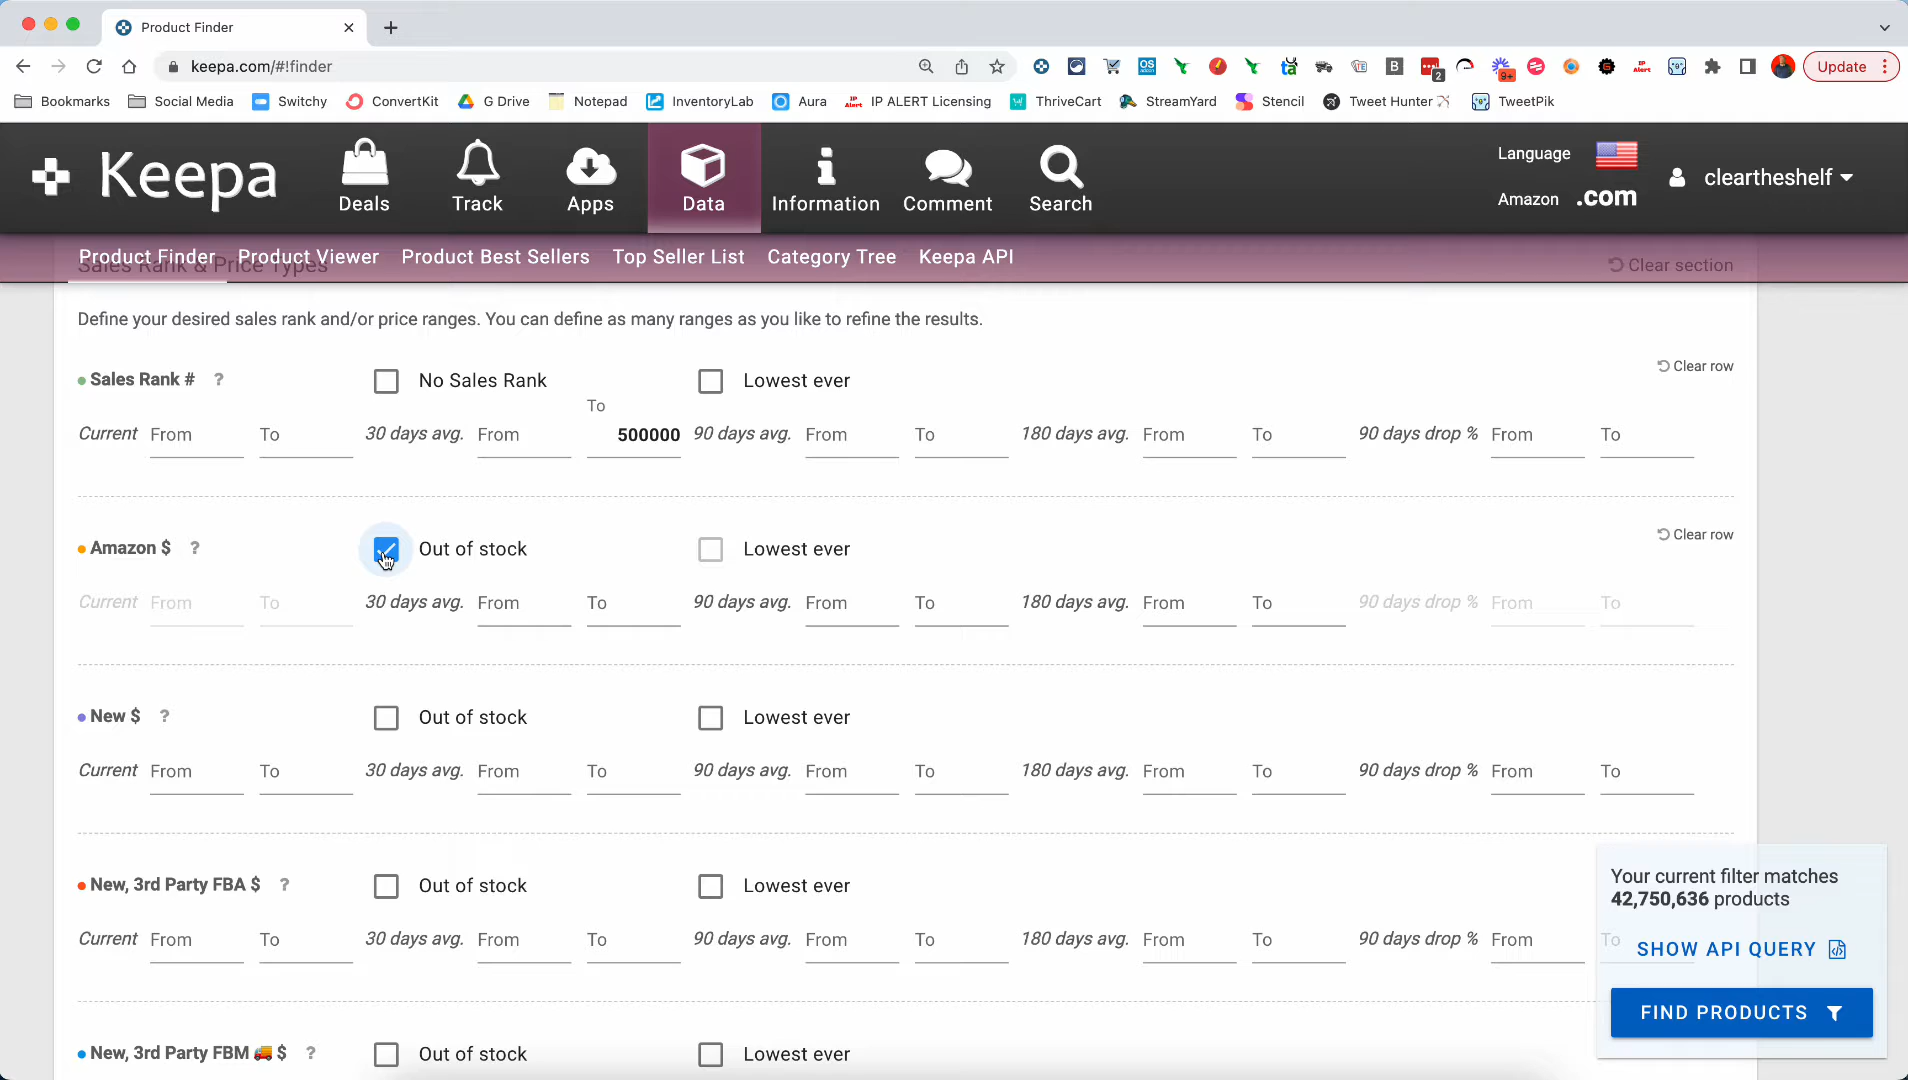 Product Finder
keepa.com/#!finder
Update
Bookmarks Social Media Switchy ConvertKit G Drive Notepad InventoryLab Aura IP ALERT Licensing ThriveCart StreamYard Stencil Tweet Hunter TweetPik
Keepa
Deals Track Apps Data Information Comment Search
Language
Amazon .com
cleartheshelf
Product Finder Product Viewer Product Best Sellers Top Seller List Category Tree Keepa API
Sales Rank & Price Types Clear section
Define your desired sales rank and/or price ranges. You can define as many ranges as you like to refine the results.
Sales Rank # ? No Sales Rank Lowest ever Clear row
To
Current From To 30 days avg. From 500000 90 days avg. From To 180 days avg. From To 90 days drop % From To
Amazon $ ? Out of stock Lowest ever Clear row
Current From To 30 days avg. From To 90 days avg. From To 180 days avg. From To 90 days drop % From To
New $ ? Out of stock Lowest ever
Current From To 30 days avg. From To 90 days avg. From To 180 days avg. From To 90 days drop % From To
New, 3rd Party FBA $ ? Out of stock Lowest ever
Current From To 30 days avg. From To 90 days avg. From To 180 days avg. From To 90 days drop % From To
New, 3rd Party FBM $ ? Out of stock Lowest ever
Your current filter matches
42,750,636 products
SHOW API QUERY
FIND PRODUCTS